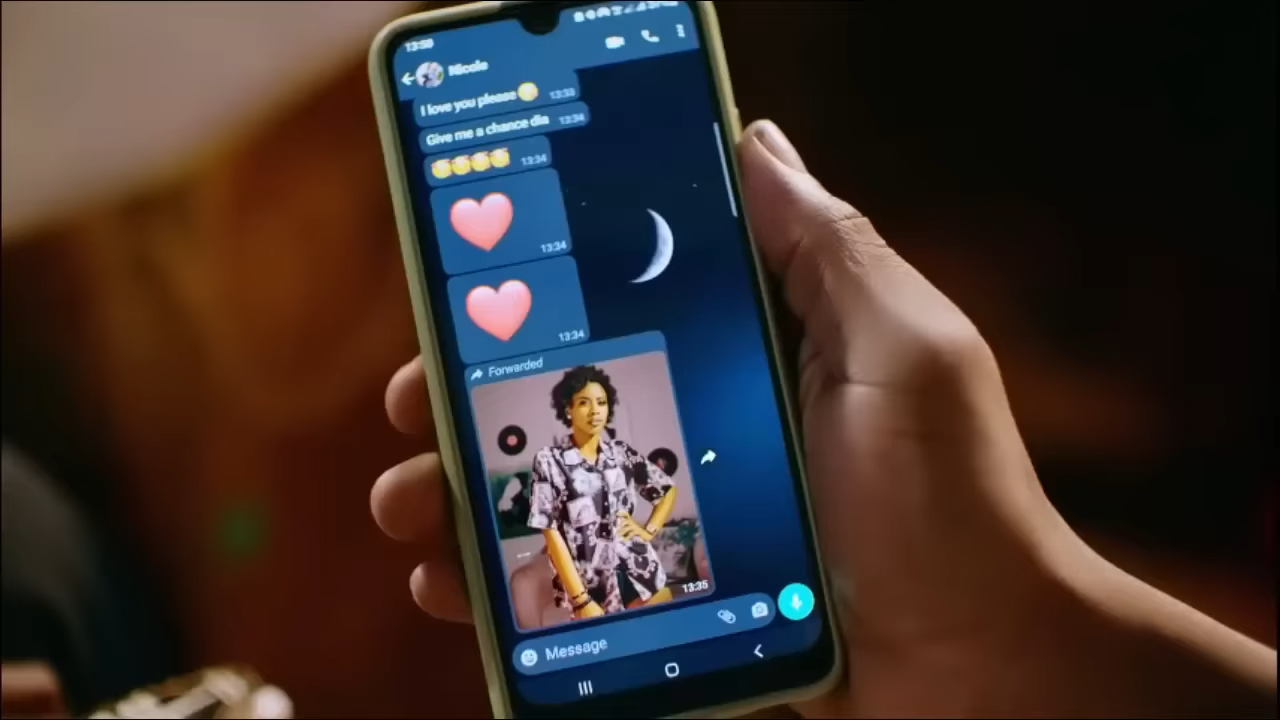 13:50
Nicole
I love you please 13:33
Give me a chance dia 13:34
13:34
13:34
13:34
Forwarded
13:35
Message